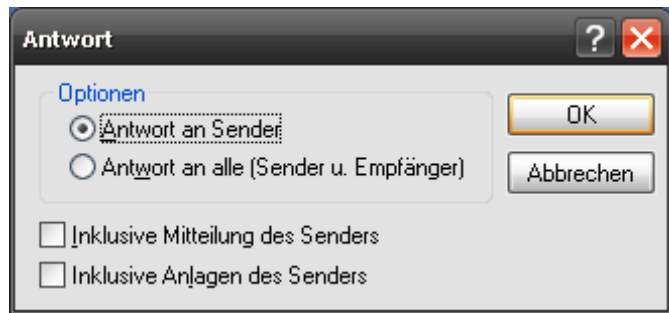 Antwort
Optionen
Antwort an Sender
Antwort an alle (Sender u. Empfänger)
Inklusive Mitteilung des Senders
Inklusive Anlagen des Senders
OK
Abbrechen